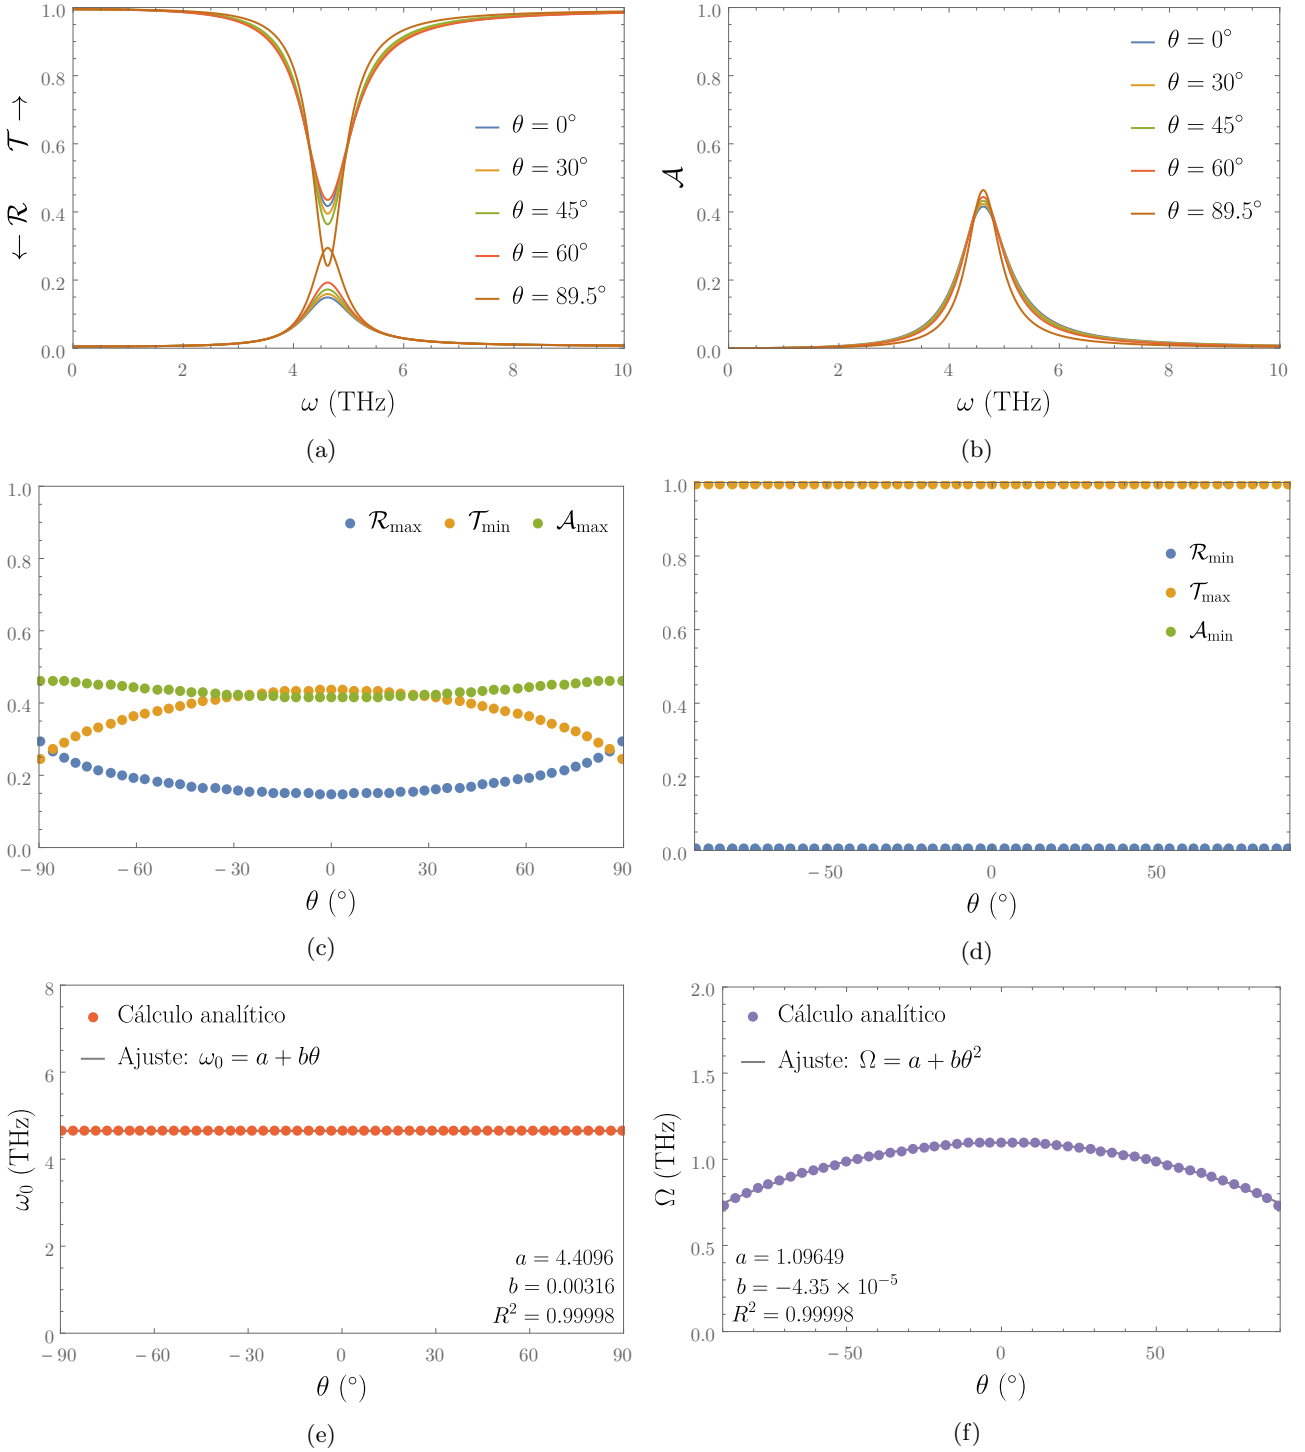 1.0
0.8
0.6
0.4
0.2
0.0
← R T →
θ = 0°
θ = 30°
θ = 45°
θ = 60°
θ = 89.5°
0 2 4 6 8 10
ω (THz)
(a)
1.0
0.8
0.6
0.4
0.2
0.0
A
θ = 0°
θ = 30°
θ = 45°
θ = 60°
θ = 89.5°
0 2 4 6 8 10
ω (THz)
(b)
1.0
0.8
0.6
0.4
0.2
0.0
R_max T_min A_max
−90 −60 −30 0 30 60 90
θ (°)
(c)
1.0
0.8
0.6
0.4
0.2
0.0
R_min
T_max
A_min
−50 0 50
θ (°)
(d)
8
6
4
2
0
ω₀ (THz)
Cálculo analítico
Ajuste: ω₀ = a + bθ
a = 4.4096
b = 0.00316
R² = 0.99998
−90 −60 −30 0 30 60 90
θ (°)
(e)
2.0
1.5
1.0
0.5
0.0
Ω (THz)
Cálculo analítico
Ajuste: Ω = a + bθ²
a = 1.09649
b = −4.35 × 10⁻⁵
R² = 0.99998
−50 0 50
θ (°)
(f)